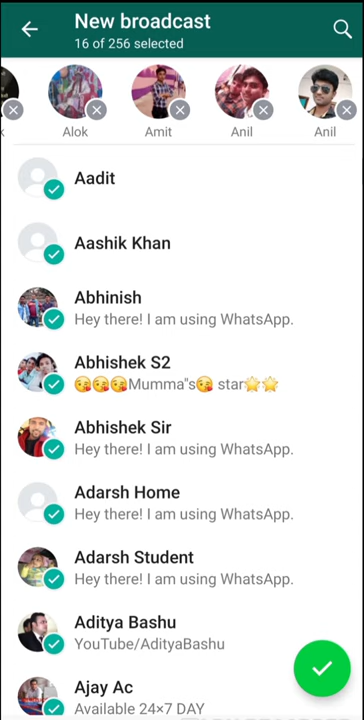 New broadcast
16 of 256 selected
Alok
Amit
Anil
Anil
Aadit
Aashik Khan
Abhinish
Hey there! I am using WhatsApp.
Abhishek S2
😘😘😘Mumma"s😘 star🌟🌟
Abhishek Sir
Hey there! I am using WhatsApp.
Adarsh Home
Hey there! I am using WhatsApp.
Adarsh Student
Hey there! I am using WhatsApp.
Aditya Bashu
YouTube/AdityaBashu
Ajay Ac
Available 24×7 DAY